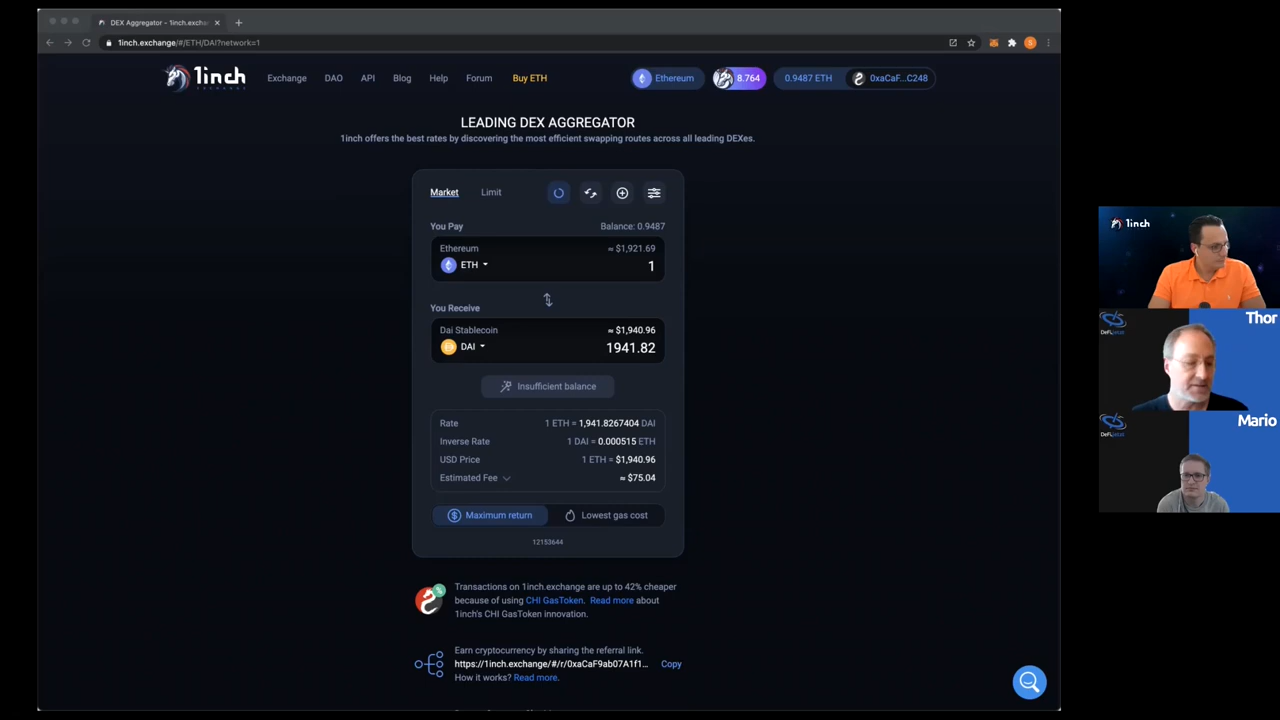 DEX Aggregator - 1inch.exchan
1inch.exchange/#/ETH/DAI?network=1
S
1inch
EXCHANGE
Exchange
DAO
API
Blog
Help
Forum
Buy ETH
Ethereum
8.764
0.9487 ETH
0xaCaF...C248
LEADING DEX AGGREGATOR
1inch offers the best rates by discovering the most efficient swapping routes across all leading DEXes.
Market
Limit
You Pay
Balance: 0.9487
Ethereum
≈ $1,921.69
ETH
1
You Receive
Dai Stablecoin
≈ $1,940.96
DAI
1941.82
Insufficient balance
Rate
1 ETH = 1,941.8267404 DAI
Inverse Rate
1 DAI = 0.000515 ETH
USD Price
1 ETH = $1,940.96
Estimated Fee
≈ $75.04
Maximum return
Lowest gas cost
12153644
Transactions on 1inch.exchange are up to 42% cheaper
because of using CHI GasToken. Read more about
1inch's CHI GasToken innovation.
Earn cryptocurrency by sharing the referral link.
https://1inch.exchange/#/r/0xaCaF9ab07A1f1...
Copy
How it works? Read more.
1inch
Thor
Mario